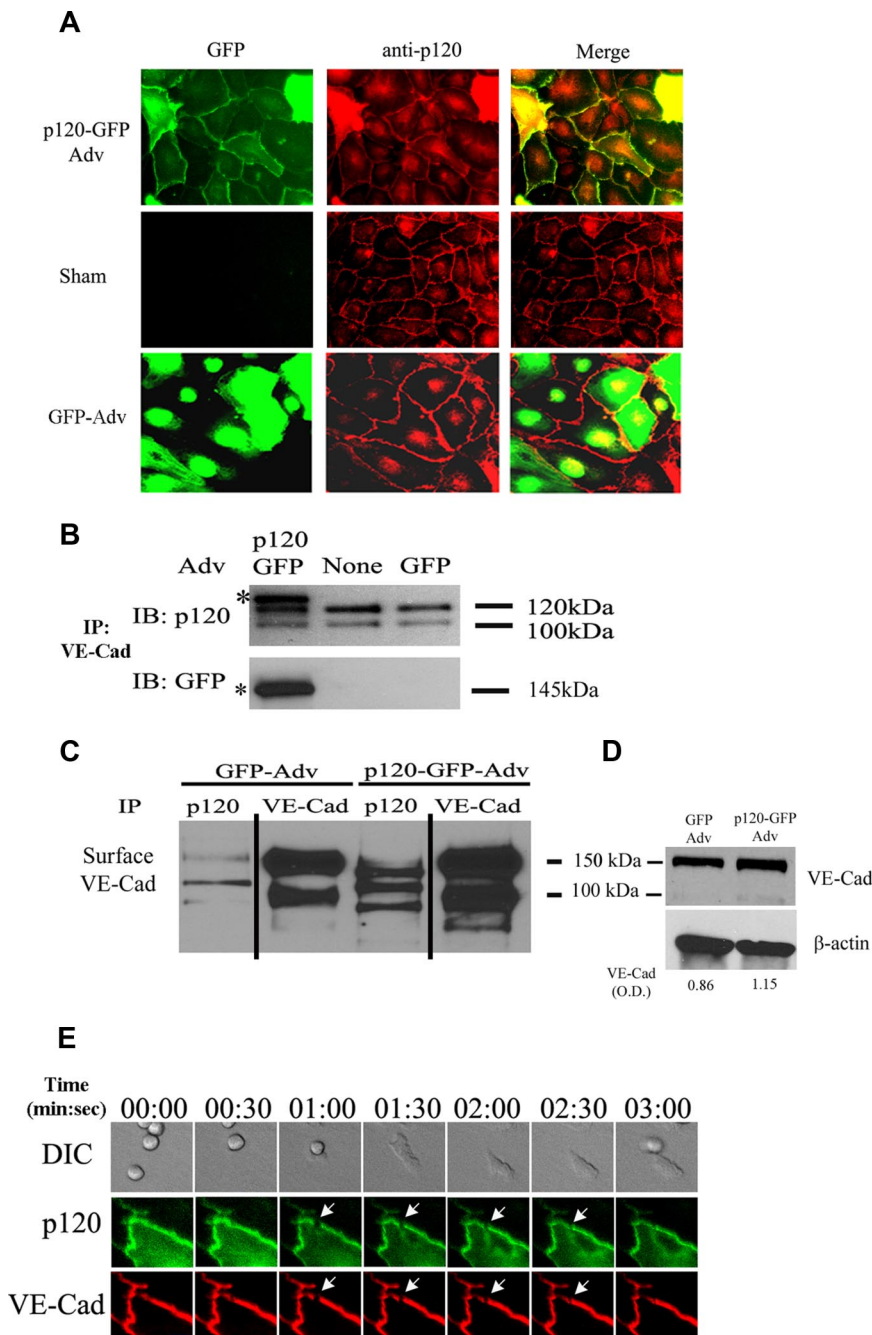 A
GFP anti-p120 Merge
p120-GFP
Adv
Sham
GFP-Adv
B
p120
Adv GFP None GFP
* IB: p120 120kDa
100kDa
IP:
VE-Cad
IB: GFP * 145kDa
C
GFP-Adv p120-GFP-Adv
IP p120 VE-Cad p120 VE-Cad
Surface
VE-Cad
150 kDa
100 kDa
D
GFP
Adv
p120-GFP
Adv
VE-Cad
β-actin
VE-Cad
(O.D.)
0.86 1.15
E
Time
(min:sec)
00:00 00:30 01:00 01:30 02:00 02:30 03:00
DIC
p120
VE-Cad